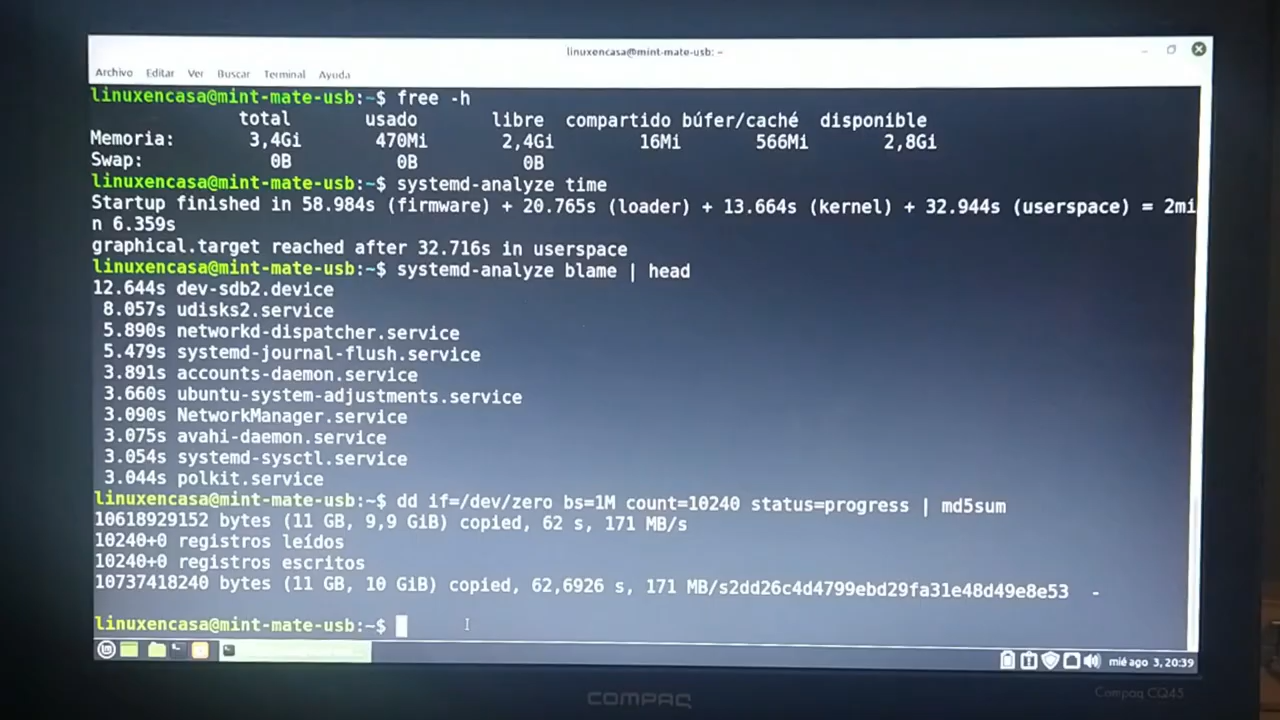 linuxencasa@mint-mate-usb: ~
Archivo Editar Ver Buscar Terminal Ayuda
linuxencasa@mint-mate-usb:~$ free -h
total usado libre compartido búfer/caché disponible
Memoria: 3,4Gi 470Mi 2,4Gi 16Mi 566Mi 2,8Gi
Swap: 0B 0B 0B
linuxencasa@mint-mate-usb:~$ systemd-analyze time
Startup finished in 58.984s (firmware) + 20.765s (loader) + 13.664s (kernel) + 32.944s (userspace) = 2mi
n 6.359s
graphical.target reached after 32.716s in userspace
linuxencasa@mint-mate-usb:~$ systemd-analyze blame | head
12.644s dev-sdb2.device
8.057s udisks2.service
5.890s networkd-dispatcher.service
5.479s systemd-journal-flush.service
3.891s accounts-daemon.service
3.660s ubuntu-system-adjustments.service
3.090s NetworkManager.service
3.075s avahi-daemon.service
3.054s systemd-sysctl.service
3.044s polkit.service
linuxencasa@mint-mate-usb:~$ dd if=/dev/zero bs=1M count=10240 status=progress | md5sum
10618929152 bytes (11 GB, 9,9 GiB) copied, 62 s, 171 MB/s
10240+0 registros leídos
10240+0 registros escritos
10737418240 bytes (11 GB, 10 GiB) copied, 62,6926 s, 171 MB/s2dd26c4d4799ebd29fa31e48d49e8e53 -
linuxencasa@mint-mate-usb:~$
mié ago 3, 20:39
COMPAQ
Compaq CQ45